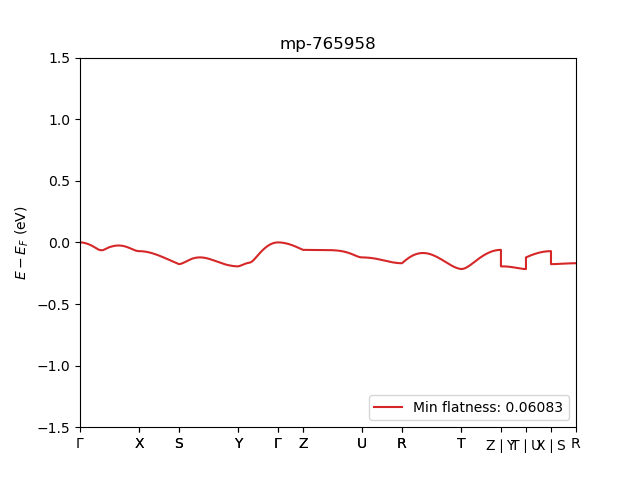 mp-765958
1.5
1.0
0.5
0.0
−0.5
−1.0
−1.5
E − E_F (eV)
Min flatness: 0.06083
Γ X S Y Γ Z U R T Z | Y T | U X | S R